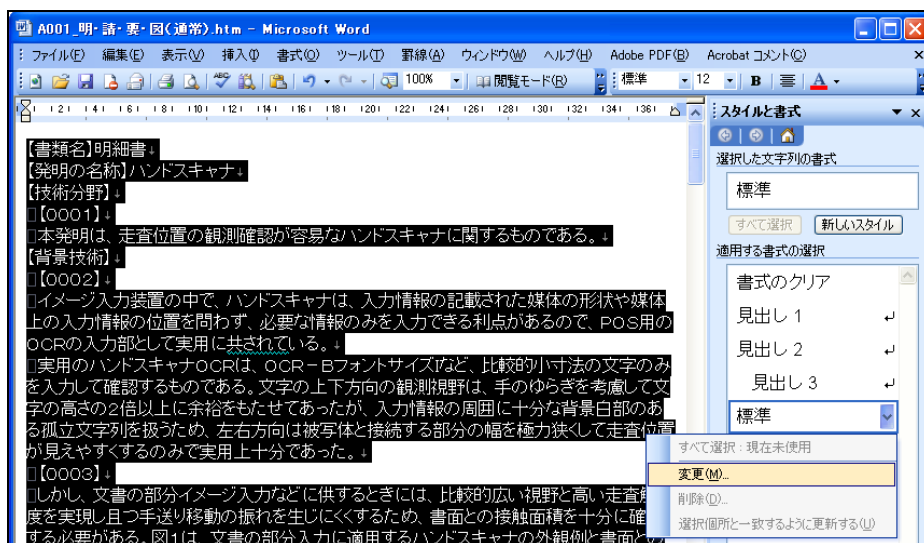 A001_明・請・要・図(通常).htm - Microsoft Word
ファイル(F) 編集(E) 表示(V) 挿入(I) 書式(O) ツール(T) 罫線(A) ウィンドウ(W) ヘルプ(H) Adobe PDF(B) Acrobat コメント(C)
100% 閲覧モード(R) 標準 12 B A
スタイルと書式
選択した文字列の書式
標準
すべて選択 新しいスタイル
適用する書式の選択
書式のクリア
見出し 1
見出し 2
見出し 3
標準
【書類名】明細書
【発明の名称】ハンドスキャナ
【技術分野】
【0001】
本発明は、走査位置の観測確認が容易なハンドスキャナに関するものである。
【背景技術】
【0002】
イメージ入力装置の中で、ハンドスキャナは、入力情報の記載された媒体の形状や媒体
上の入力情報の位置を問わず、必要な情報のみを入力できる利点があるので、POS用の
OCRの入力部として実用に共されている。
実用のハンドスキャナOCRは、OCR-Bフォントサイズなど、比較的小寸法の文字のみ
を入力して確認するものである。文字の上下方向の観測視野は、手のゆらぎを考慮して文
字の高さの2倍以上に余裕をもたせてあったが、入力情報の周囲に十分な背景白部のあ
る孤立文字列を扱うため、左右方向は被写体と接続する部分の幅を極力狭くして走査位置
が見えやすくするのみで実用上十分であった。
【0003】
しかし、文書の部分イメージ入力などに供するときには、比較的広い視野と高い走査
度を実現し且つ手送り移動の振れを生じにくくするため、書面との接触面積を十分に確
する必要がある。図1は、文書の部分入力に適用するハンドスキャナの外観例と書面との
すべて選択 : 現在未使用
変更(M)...
削除(D)...
選択個所と一致するように更新する(U)